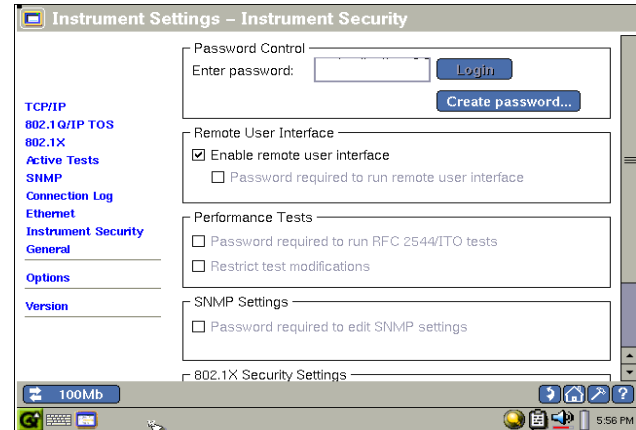 Instrument Settings – Instrument Security
Password Control
Enter password:
Login
Create password...
TCP/IP
802.1Q/IP TOS
802.1X
Active Tests
SNMP
Connection Log
Ethernet
Instrument Security
General
Options
Version
Remote User Interface
Enable remote user interface
Password required to run remote user interface
Performance Tests
Password required to run RFC 2544/ITO tests
Restrict test modifications
SNMP Settings
Password required to edit SNMP settings
802.1X Security Settings
100Mb
?
5:56 PM